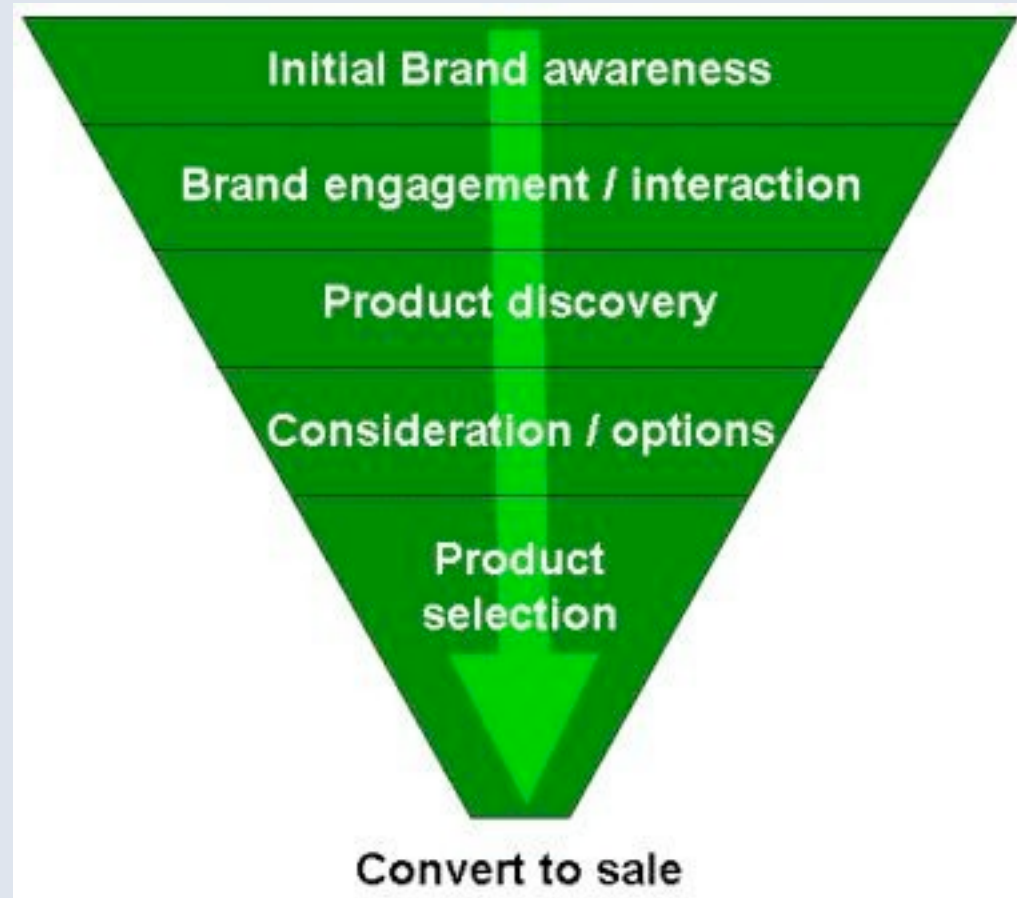 Initial Brand awareness
Brand engagement / interaction
Product discovery
Consideration / options
Product
selection
Convert to sale